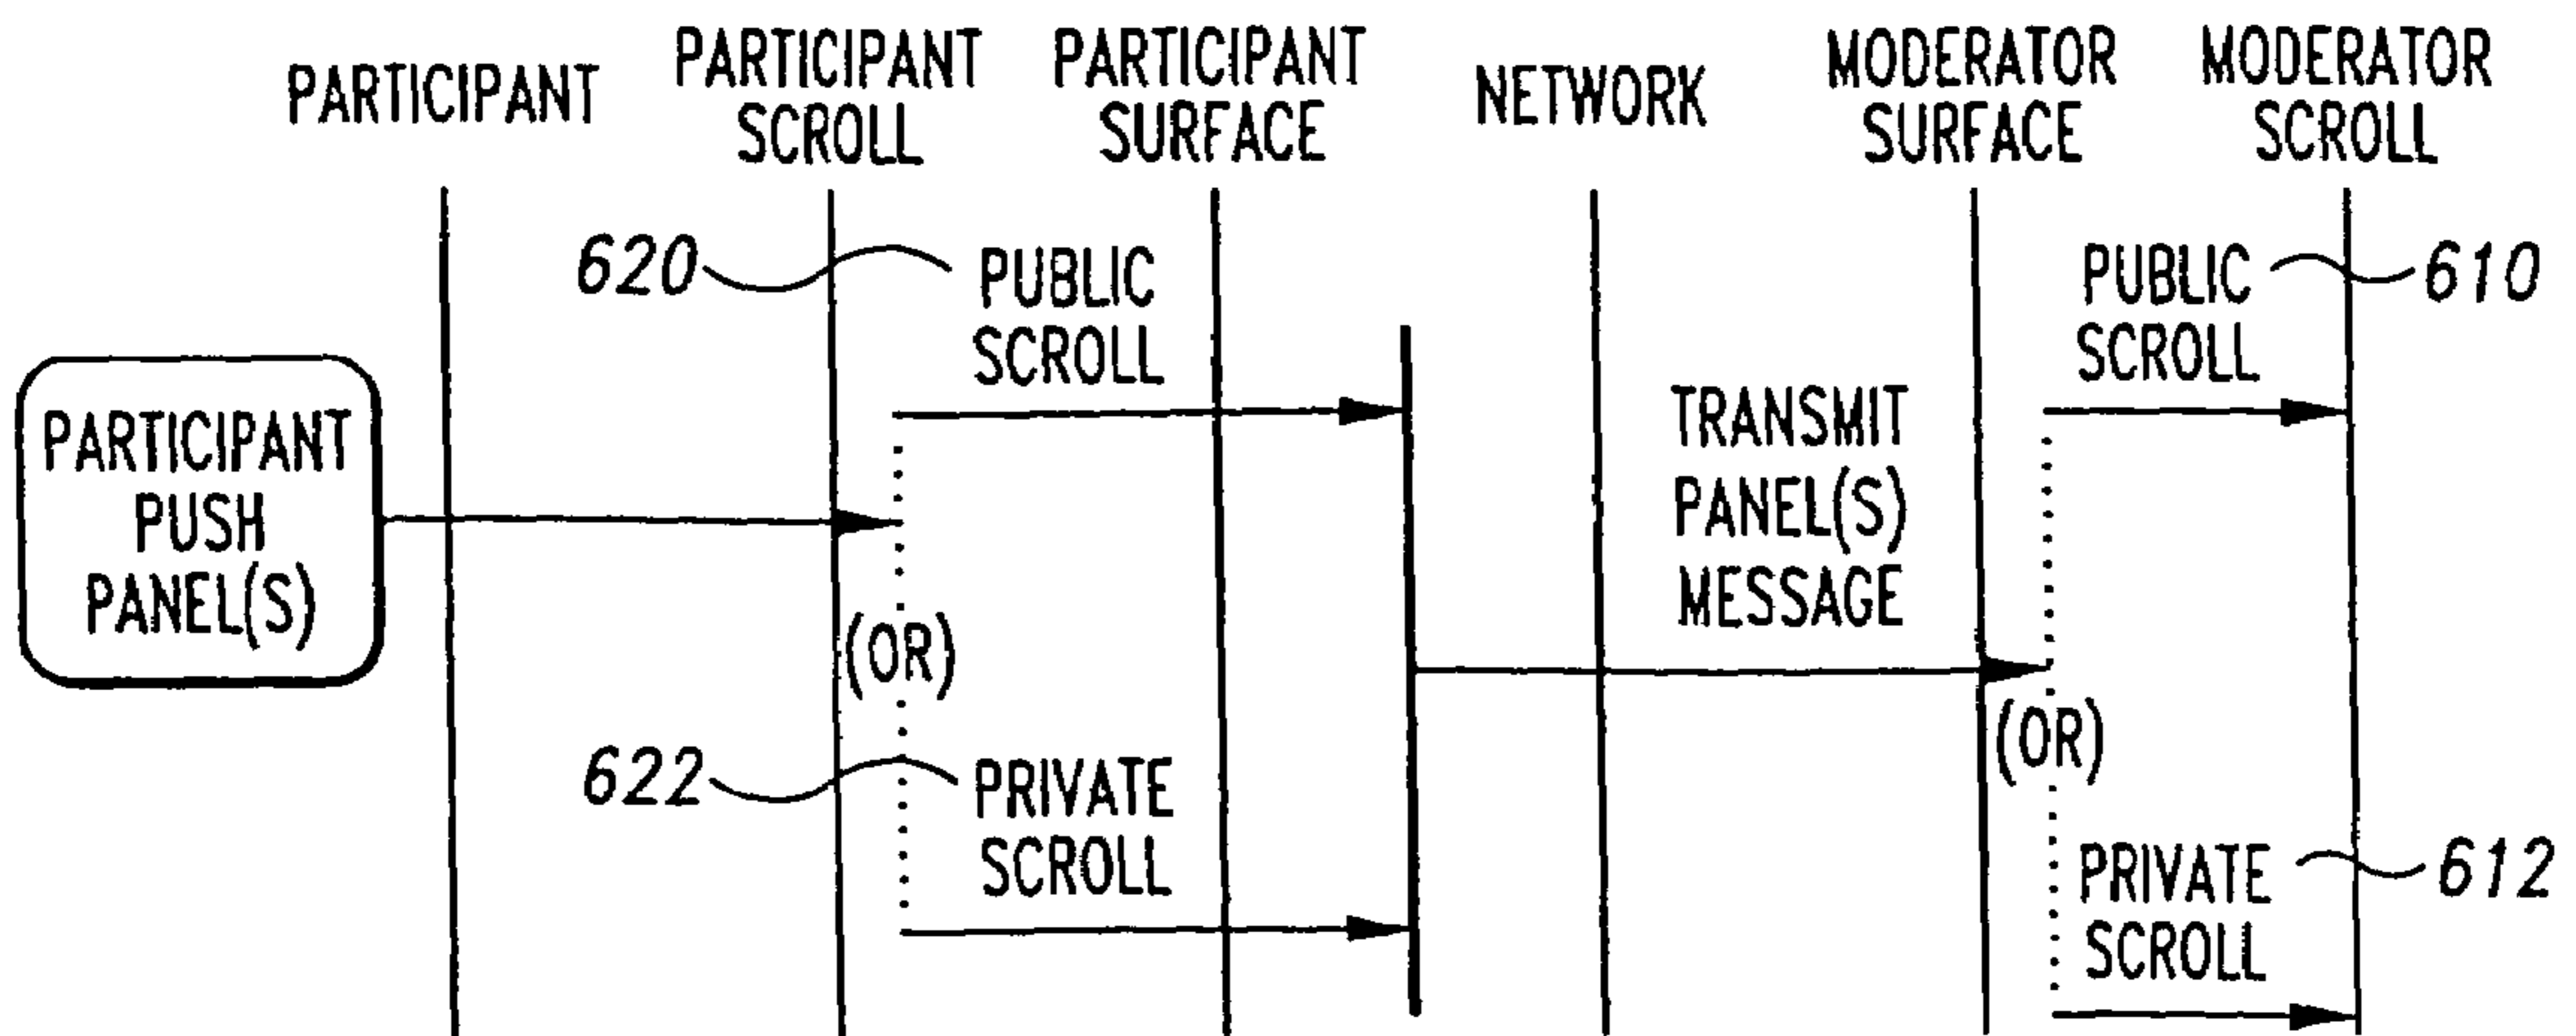 PARTICIPANT
PARTICIPANT
SCROLL
PARTICIPANT
SURFACE
NETWORK
MODERATOR
SURFACE
MODERATOR
SCROLL
620
PUBLIC
SCROLL
PUBLIC
SCROLL
610
PARTICIPANT
PUSH
PANEL(S)
TRANSMIT
PANEL(S)
MESSAGE
(OR)
(OR)
622
PRIVATE
SCROLL
PRIVATE
SCROLL
612